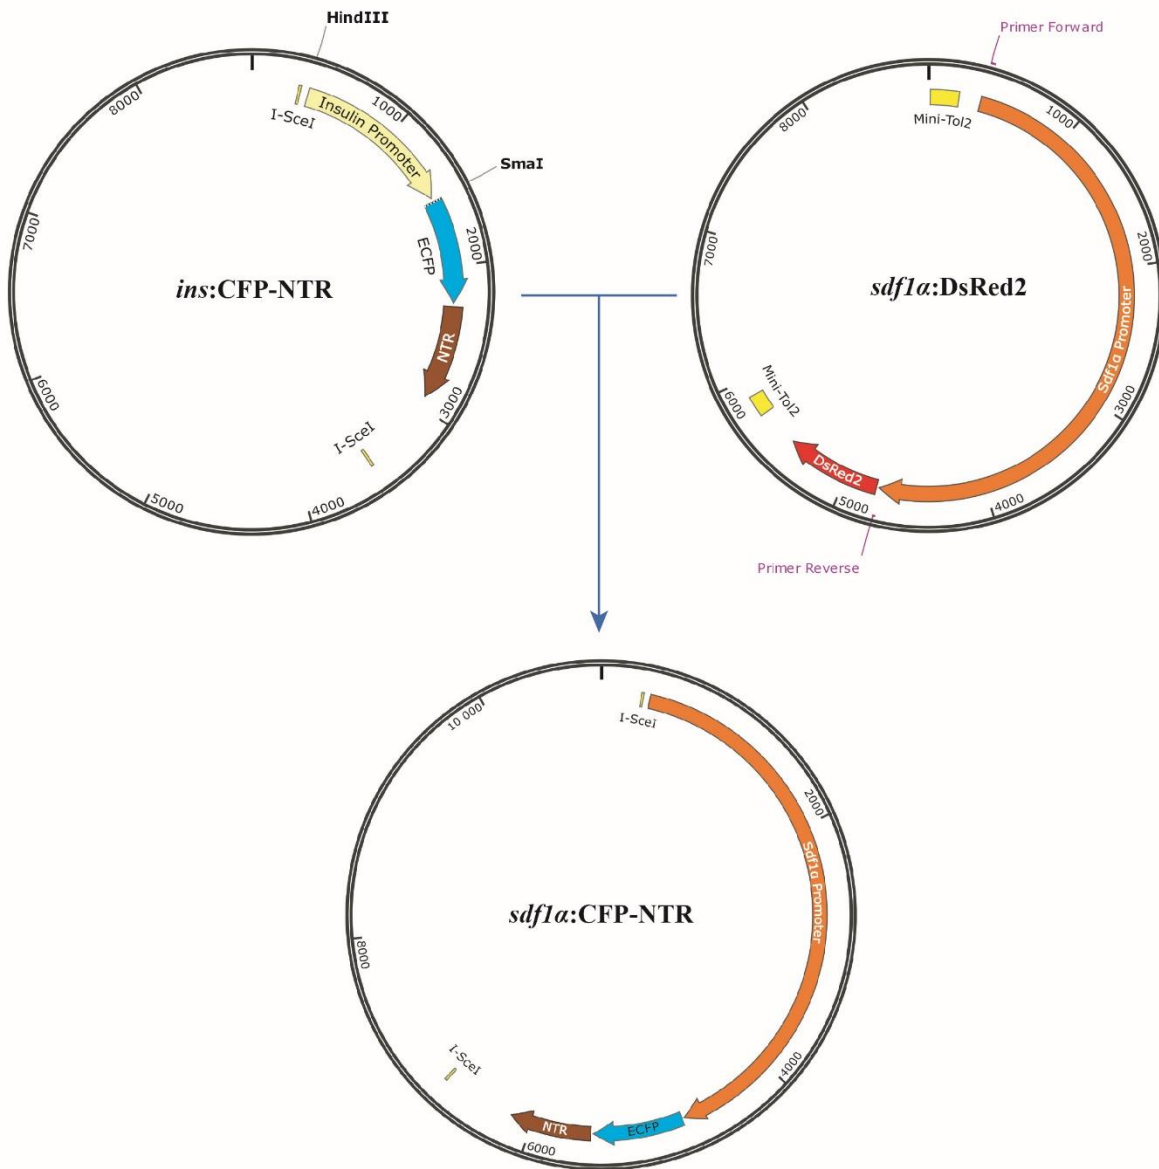 HindIII
I-SceI
Insulin Promoter
1000
SmaI
ECFP
2000
NTR
3000
I-SceI
4000
5000
6000
7000
8000
ins:CFP-NTR
Primer Forward
Mini-Tol2
1000
2000
Sdf1α Promoter
3000
4000
DsRed2
5000
Primer Reverse
Mini-Tol2
6000
7000
8000
sdf1α:DsRed2
I-SceI
2000
Sdf1α Promoter
4000
ECFP
NTR
6000
I-SceI
8000
10 000
sdf1α:CFP-NTR